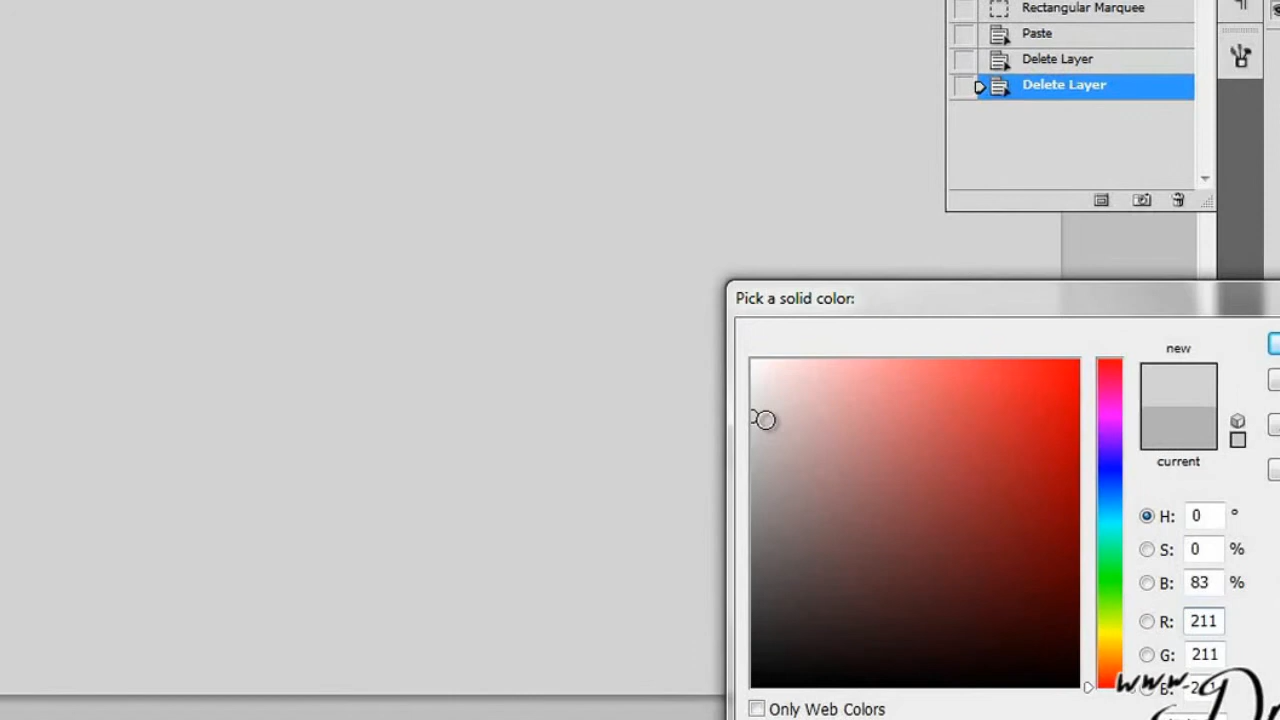 Rectangular Marquee
Paste
Delete Layer
Delete Layer
Pick a solid color:
new
current
H: 0 °
S: 0 %
B: 83 %
R: 211
G: 211
B:
www.
Only Web Colors